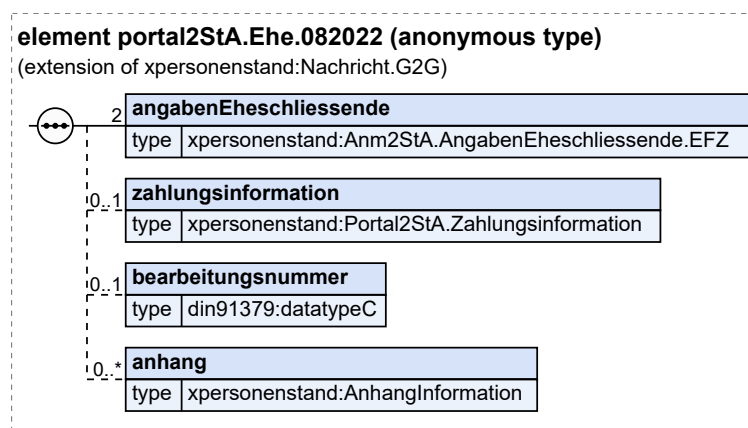 element portal2StA.Ehe.082022 (anonymous type)
(extension of xpersonenstand:Nachricht.G2G)
2 angabenEheschliessende
type xpersonenstand:Anm2StA.AngabenEheschliessende.EFZ
0..1 zahlungsinformation
type xpersonenstand:Portal2StA.Zahlungsinformation
0..1 bearbeitungsnummer
type din91379:datatypeC
0..* anhang
type xpersonenstand:AnhangInformation